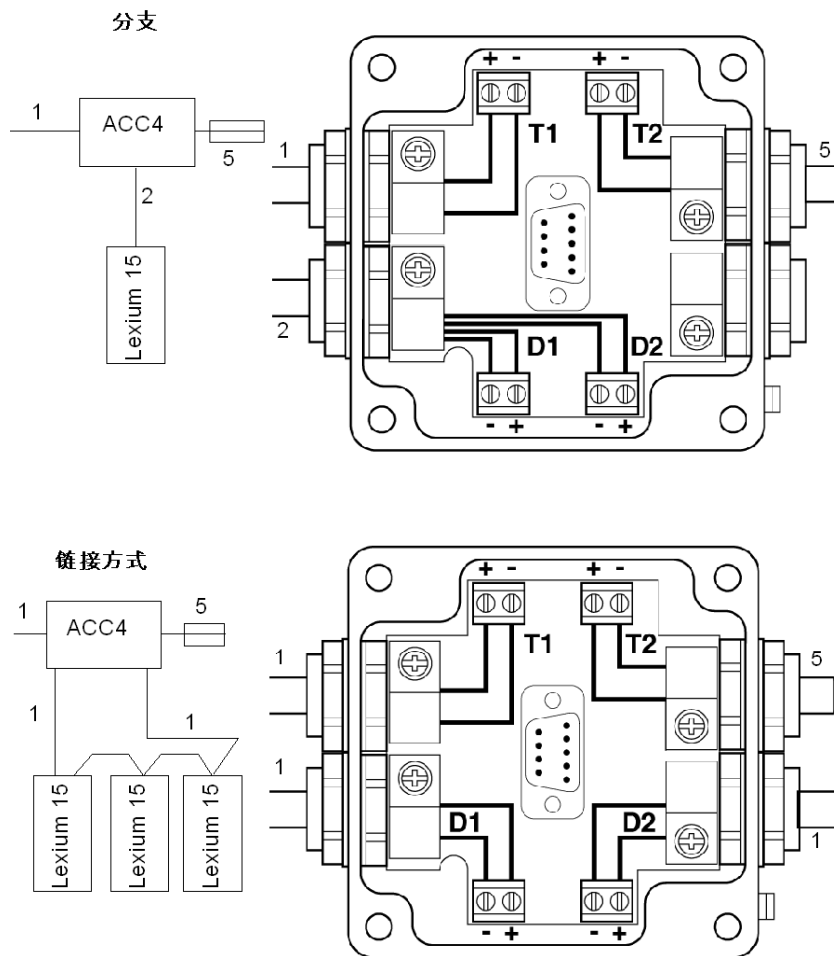 分支
+ - + -
1 ACC4 T1 T2 5
5 1
2
Lexium 15
2 D1 D2
- + - +
链接方式
+ - + -
1 ACC4 5 T1 T2
1 5
1 1
1 D1 D2
Lexium 15 Lexium 15 Lexium 15 1
- + - +